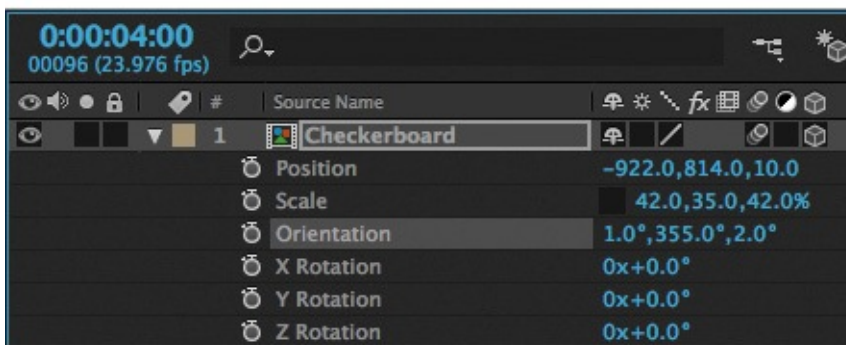 0:00:04:00
00096 (23.976 fps)
# Source Name fx
1 Checkerboard
Position -922.0,814.0,10.0
Scale 42.0,35.0,42.0%
Orientation 1.0°,355.0°,2.0°
X Rotation 0x+0.0°
Y Rotation 0x+0.0°
Z Rotation 0x+0.0°